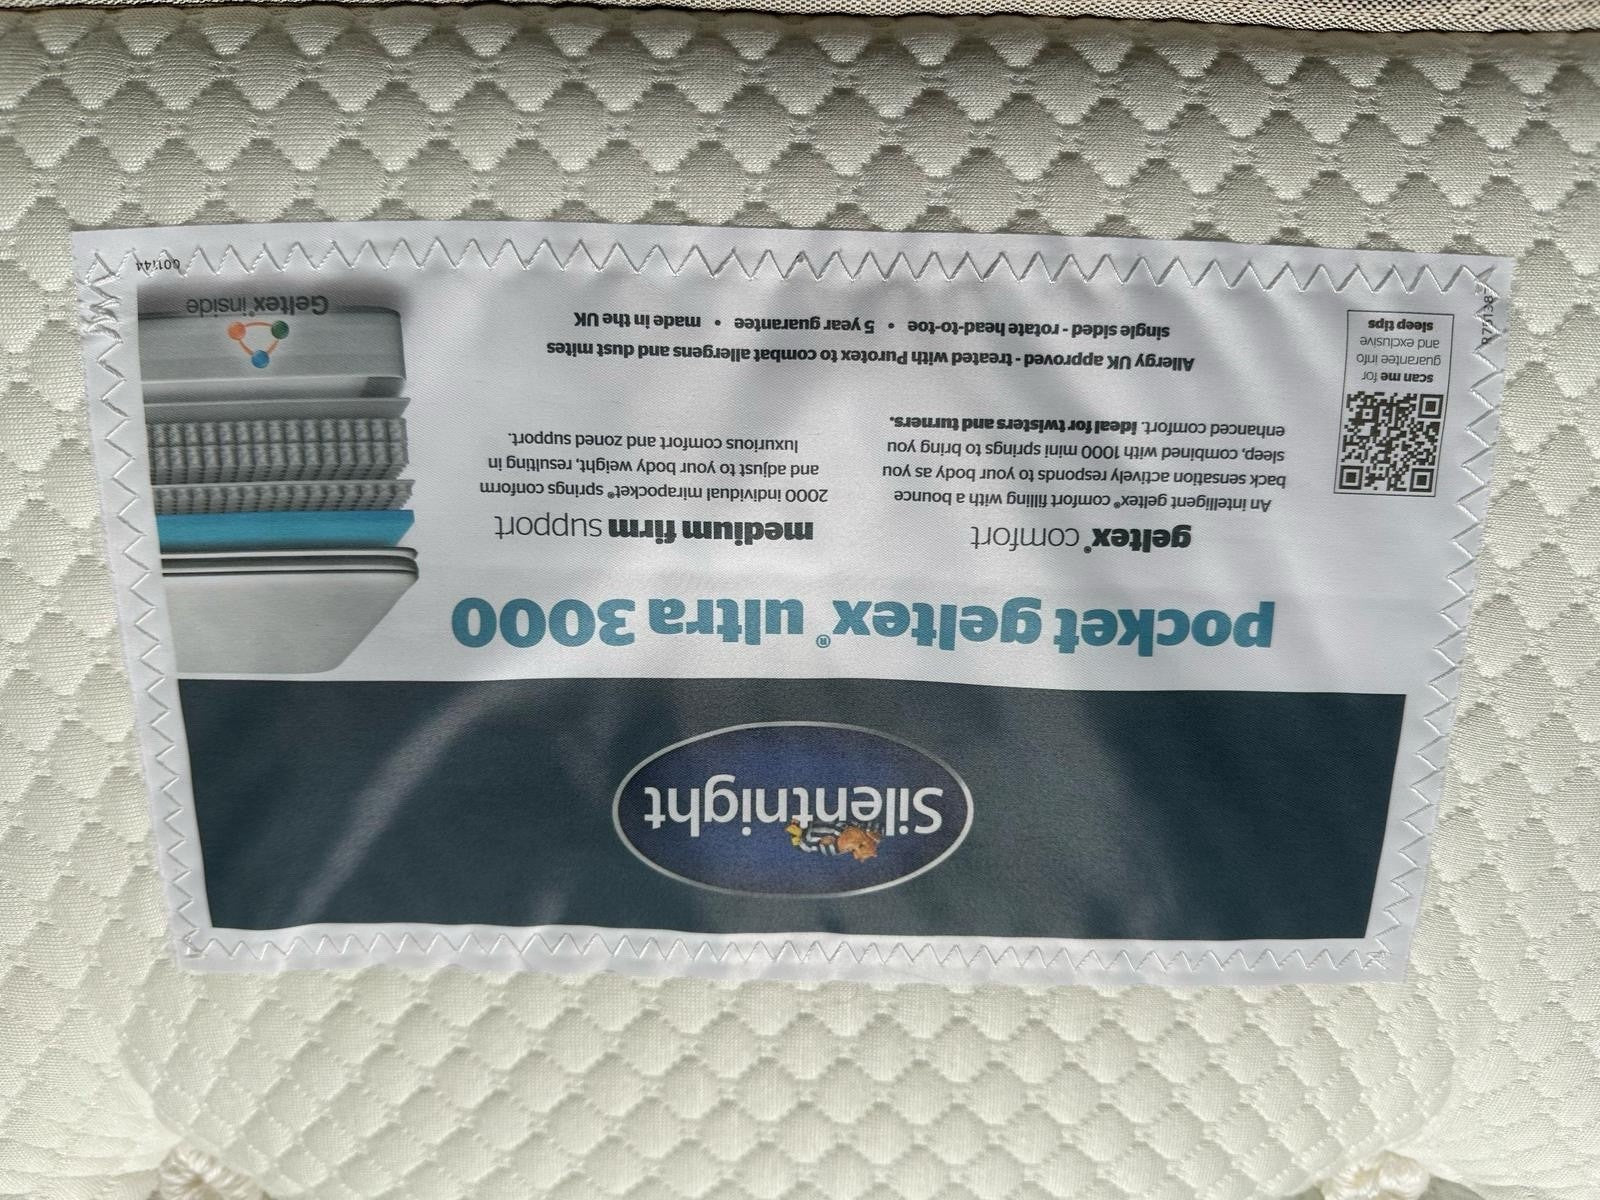 Silentnight
pocket geltex® ultra 3000
geltex® comfort
An intelligent geltex® comfort filling with a bounce
back sensation actively responds to your body as you
sleep, combined with 1000 mini springs to bring you
enhanced comfort. Ideal for twisters and turners.
medium firm support
2000 individual mirapocket® springs conform
and adjust to your body weight, resulting in
luxurious comfort and zoned support.
Allergy UK approved - treated with Purotex to combat allergens and dust mites
single sided - rotate head-to-toe • 5 year guarantee • made in the UK
scan me for
guarantee info
and exclusive
sleep tips
Geltex® inside